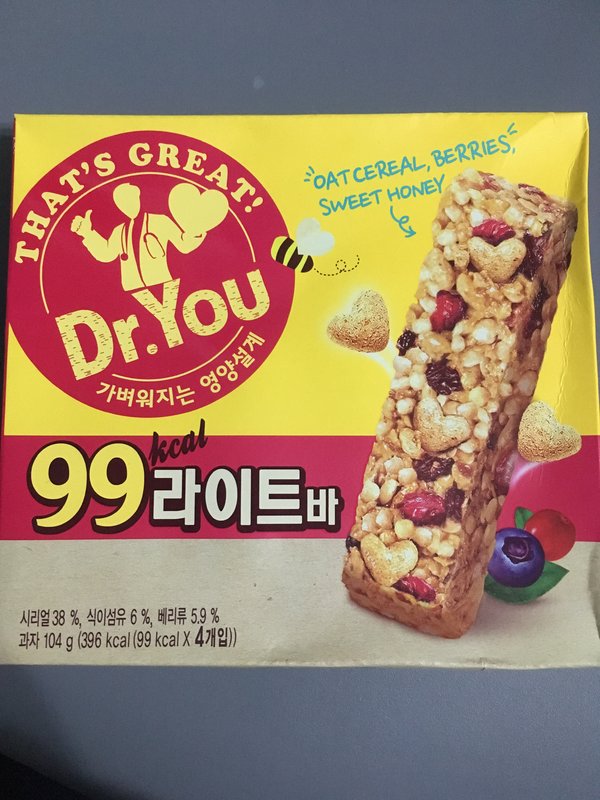 THAT'S GREAT!
Dr.You
가벼워지는 영양설계
"OAT CEREAL, BERRIES,
SWEET HONEY"
99 kcal 라이트바
시리얼 38 %, 식이섬유 6 %, 베리류 5.9 %
과자 104 g (396 kcal (99 kcal X 4개입))